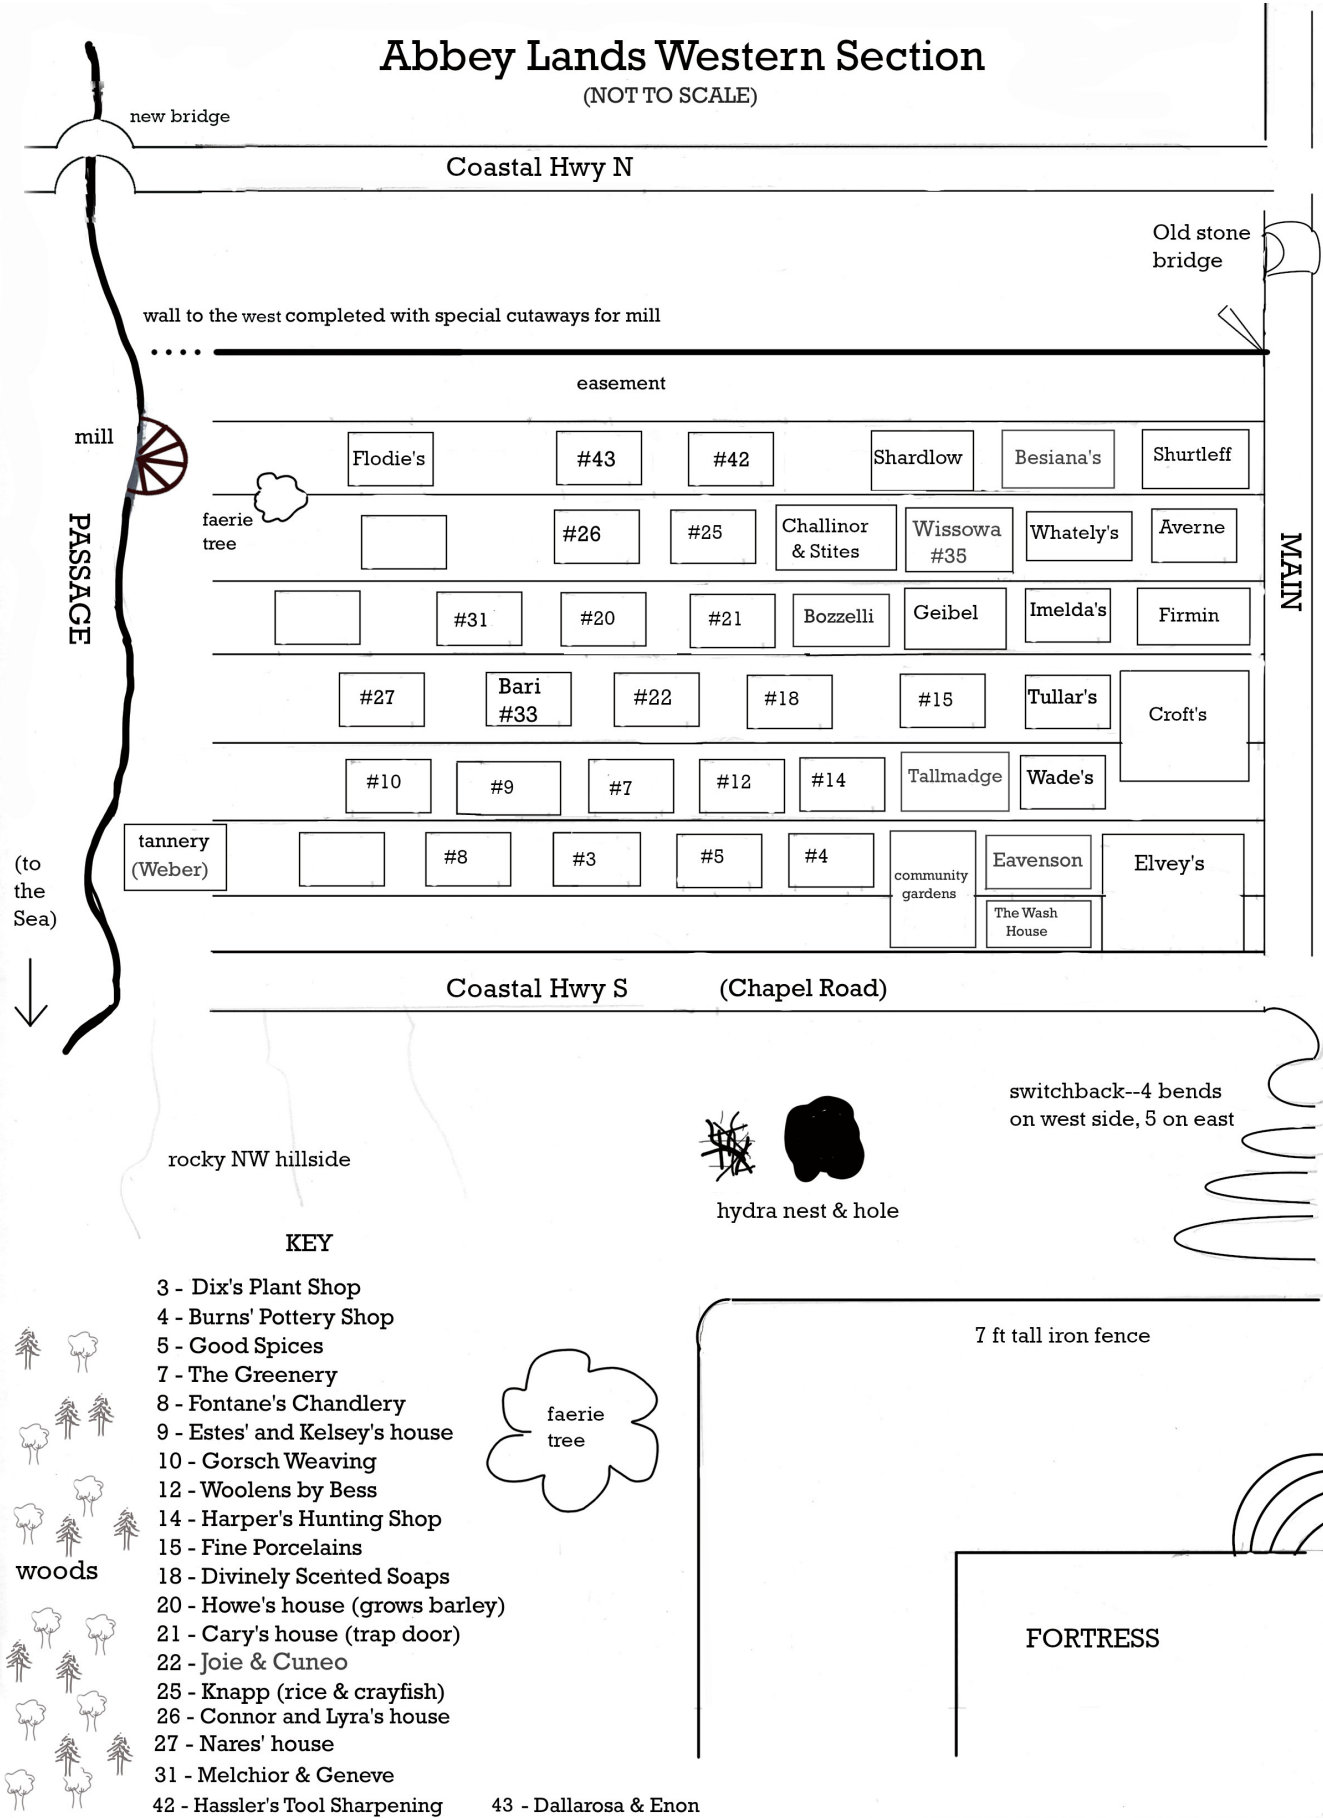 Abbey Lands Western Section
(NOT TO SCALE)
new bridge
Coastal Hwy N
Old stone
bridge
wall to the west completed with special cutaways for mill
easement
mill
Flodie's
#43
#42
Shardlow
Besiana's
Shurtleff
faerie
tree
#26
#25
Challinor
& Stites
Wissowa
#35
Whately's
Averne
PASSAGE
MAIN
#31
#20
#21
Bozzelli
Geibel
Imelda's
Firmin
#27
Bari
#33
#22
#18
#15
Tullar's
Croft's
#10
#9
#7
#12
#14
Tallmadge
Wade's
tannery
(Weber)
#8
#3
#5
#4
community
gardens
Eavenson
The Wash
House
Elvey's
(to
the
Sea)
Coastal Hwy S
(Chapel Road)
switchback--4 bends
on west side, 5 on east
rocky NW hillside
hydra nest & hole
KEY
3 - Dix's Plant Shop
4 - Burns' Pottery Shop
5 - Good Spices
7 - The Greenery
8 - Fontane's Chandlery
9 - Estes' and Kelsey's house
10 - Gorsch Weaving
12 - Woolens by Bess
14 - Harper's Hunting Shop
15 - Fine Porcelains
18 - Divinely Scented Soaps
20 - Howe's house (grows barley)
21 - Cary's house (trap door)
22 - Joie & Cuneo
25 - Knapp (rice & crayfish)
26 - Connor and Lyra's house
27 - Nares' house
31 - Melchior & Geneve
42 - Hassler's Tool Sharpening
43 - Dallarosa & Enon
woods
faerie
tree
7 ft tall iron fence
FORTRESS